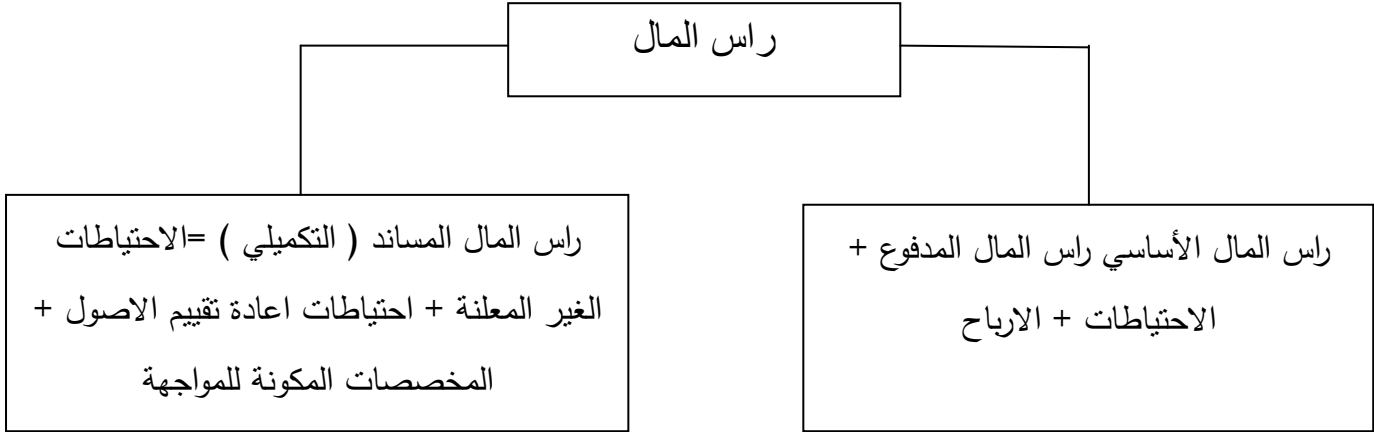 راس المال
راس المال الأساسي راس المال المدفوع +
الاحتياطات + الارباح
راس المال المساند ( التكميلي ) =الاحتياطات
الغير المعلنة + احتياطات اعادة تقييم الاصول +
المخصصات المكونة للمواجهة